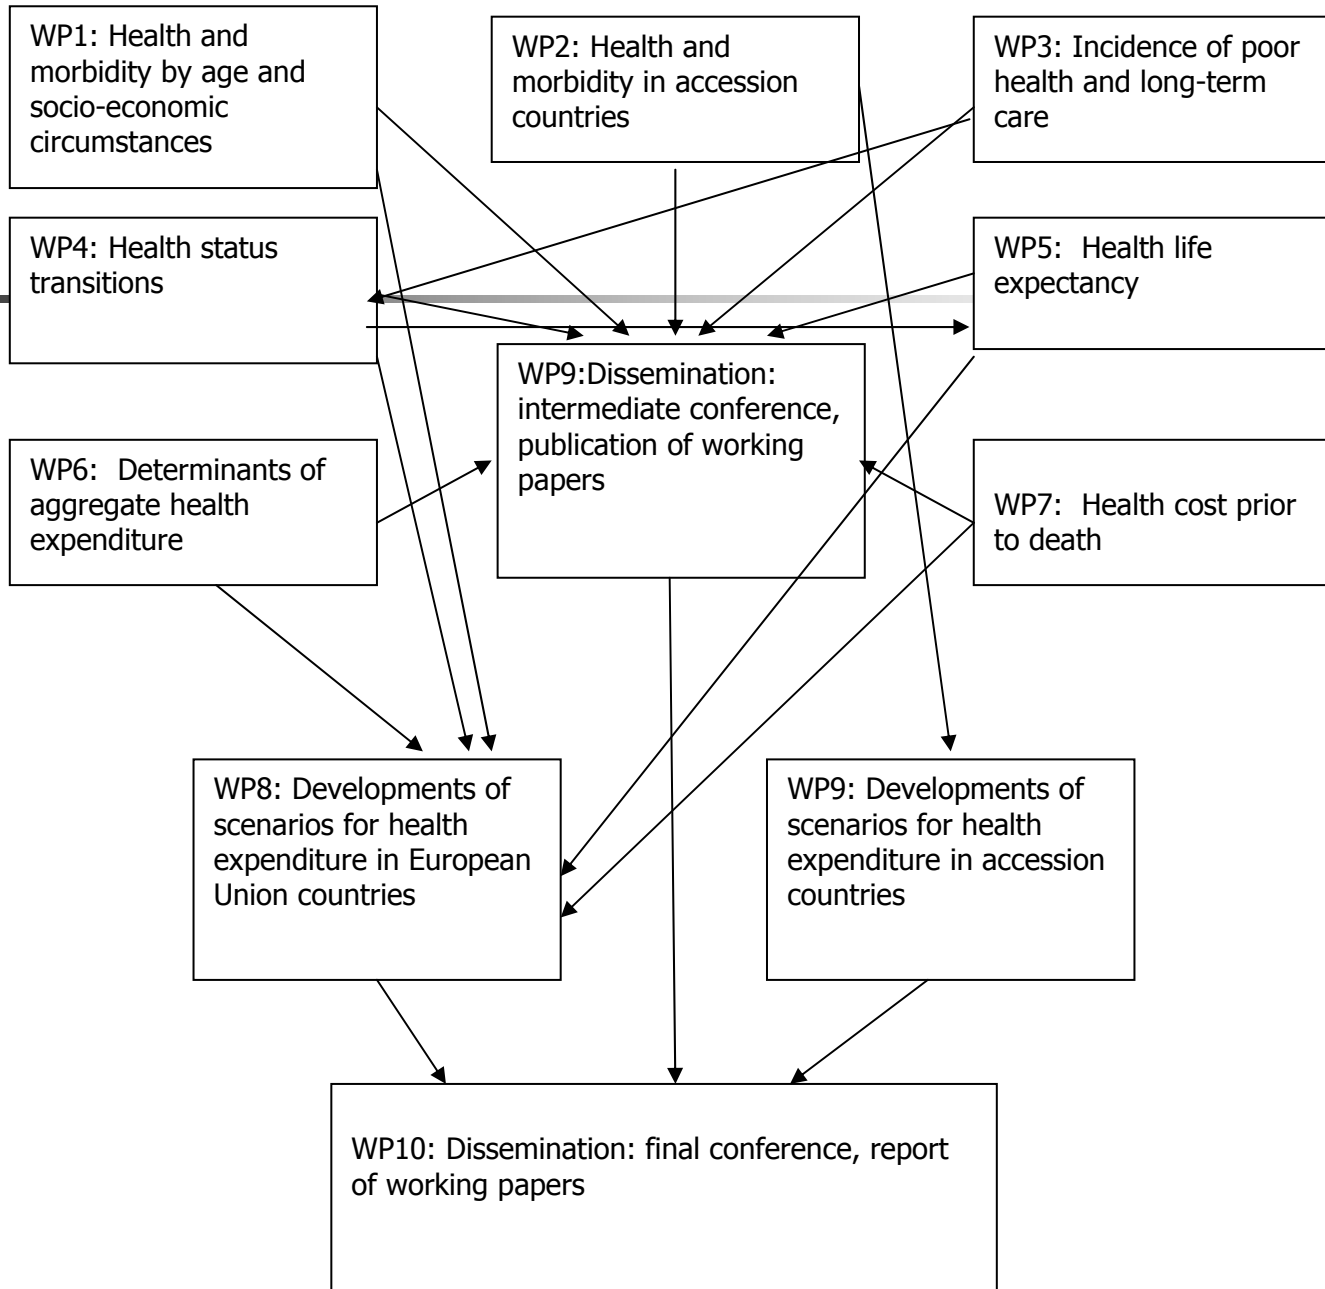 WP1: Health and
morbidity by age and
socio-economic
circumstances
WP2: Health and
morbidity in accession
countries
WP3: Incidence of poor
health and long-term
care
WP4: Health status
transitions
WP5:  Health life
expectancy
WP9:Dissemination:
intermediate conference,
publication of working
papers
WP6:  Determinants of
aggregate health
expenditure
WP7:  Health cost prior
to death
WP8: Developments of
scenarios for health
expenditure in European
Union countries
WP9: Developments of
scenarios for health
expenditure in accession
countries
WP10: Dissemination: final conference, report
of working papers